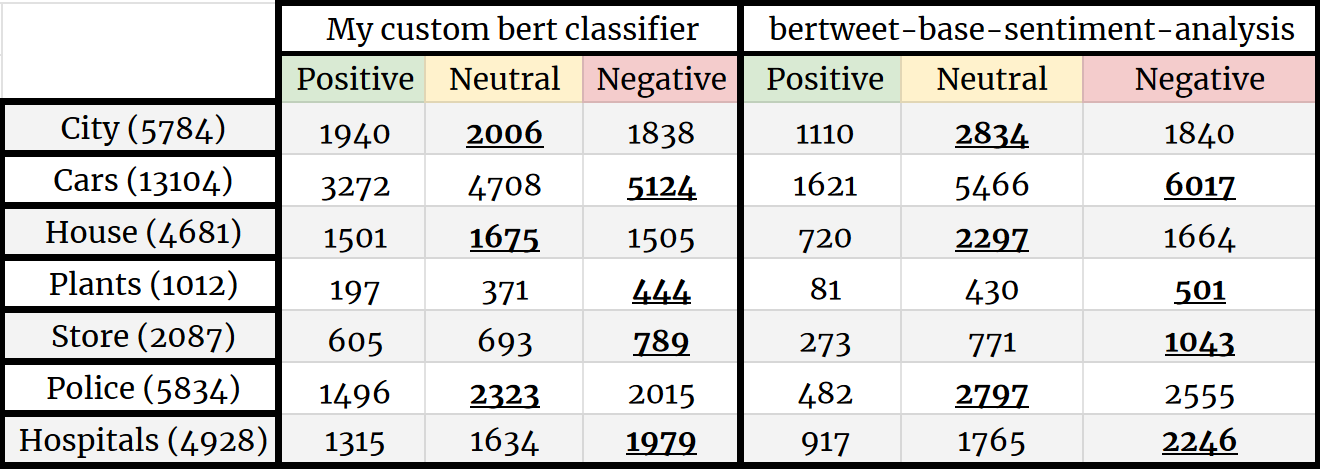 My custom bert classifier bertweet-base-sentiment-analysis
Positive Neutral Negative Positive Neutral Negative
City (5784) 1940 2006 1838 1110 2834 1840
Cars (13104) 3272 4708 5124 1621 5466 6017
House (4681) 1501 1675 1505 720 2297 1664
Plants (1012) 197 371 444 81 430 501
Store (2087) 605 693 789 273 771 1043
Police (5834) 1496 2323 2015 482 2797 2555
Hospitals (4928) 1315 1634 1979 917 1765 2246